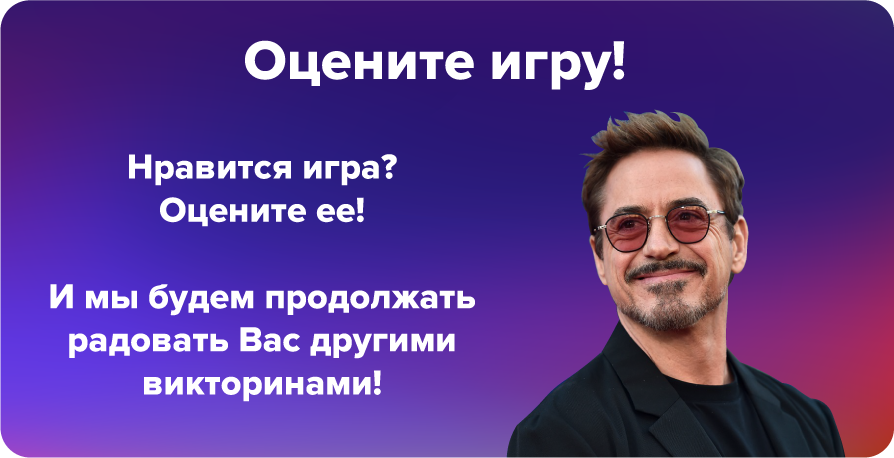 Оцените игру!
Нравится игра?
Оцените ее!
И мы будем продолжать
радовать Вас другими
викторинами!